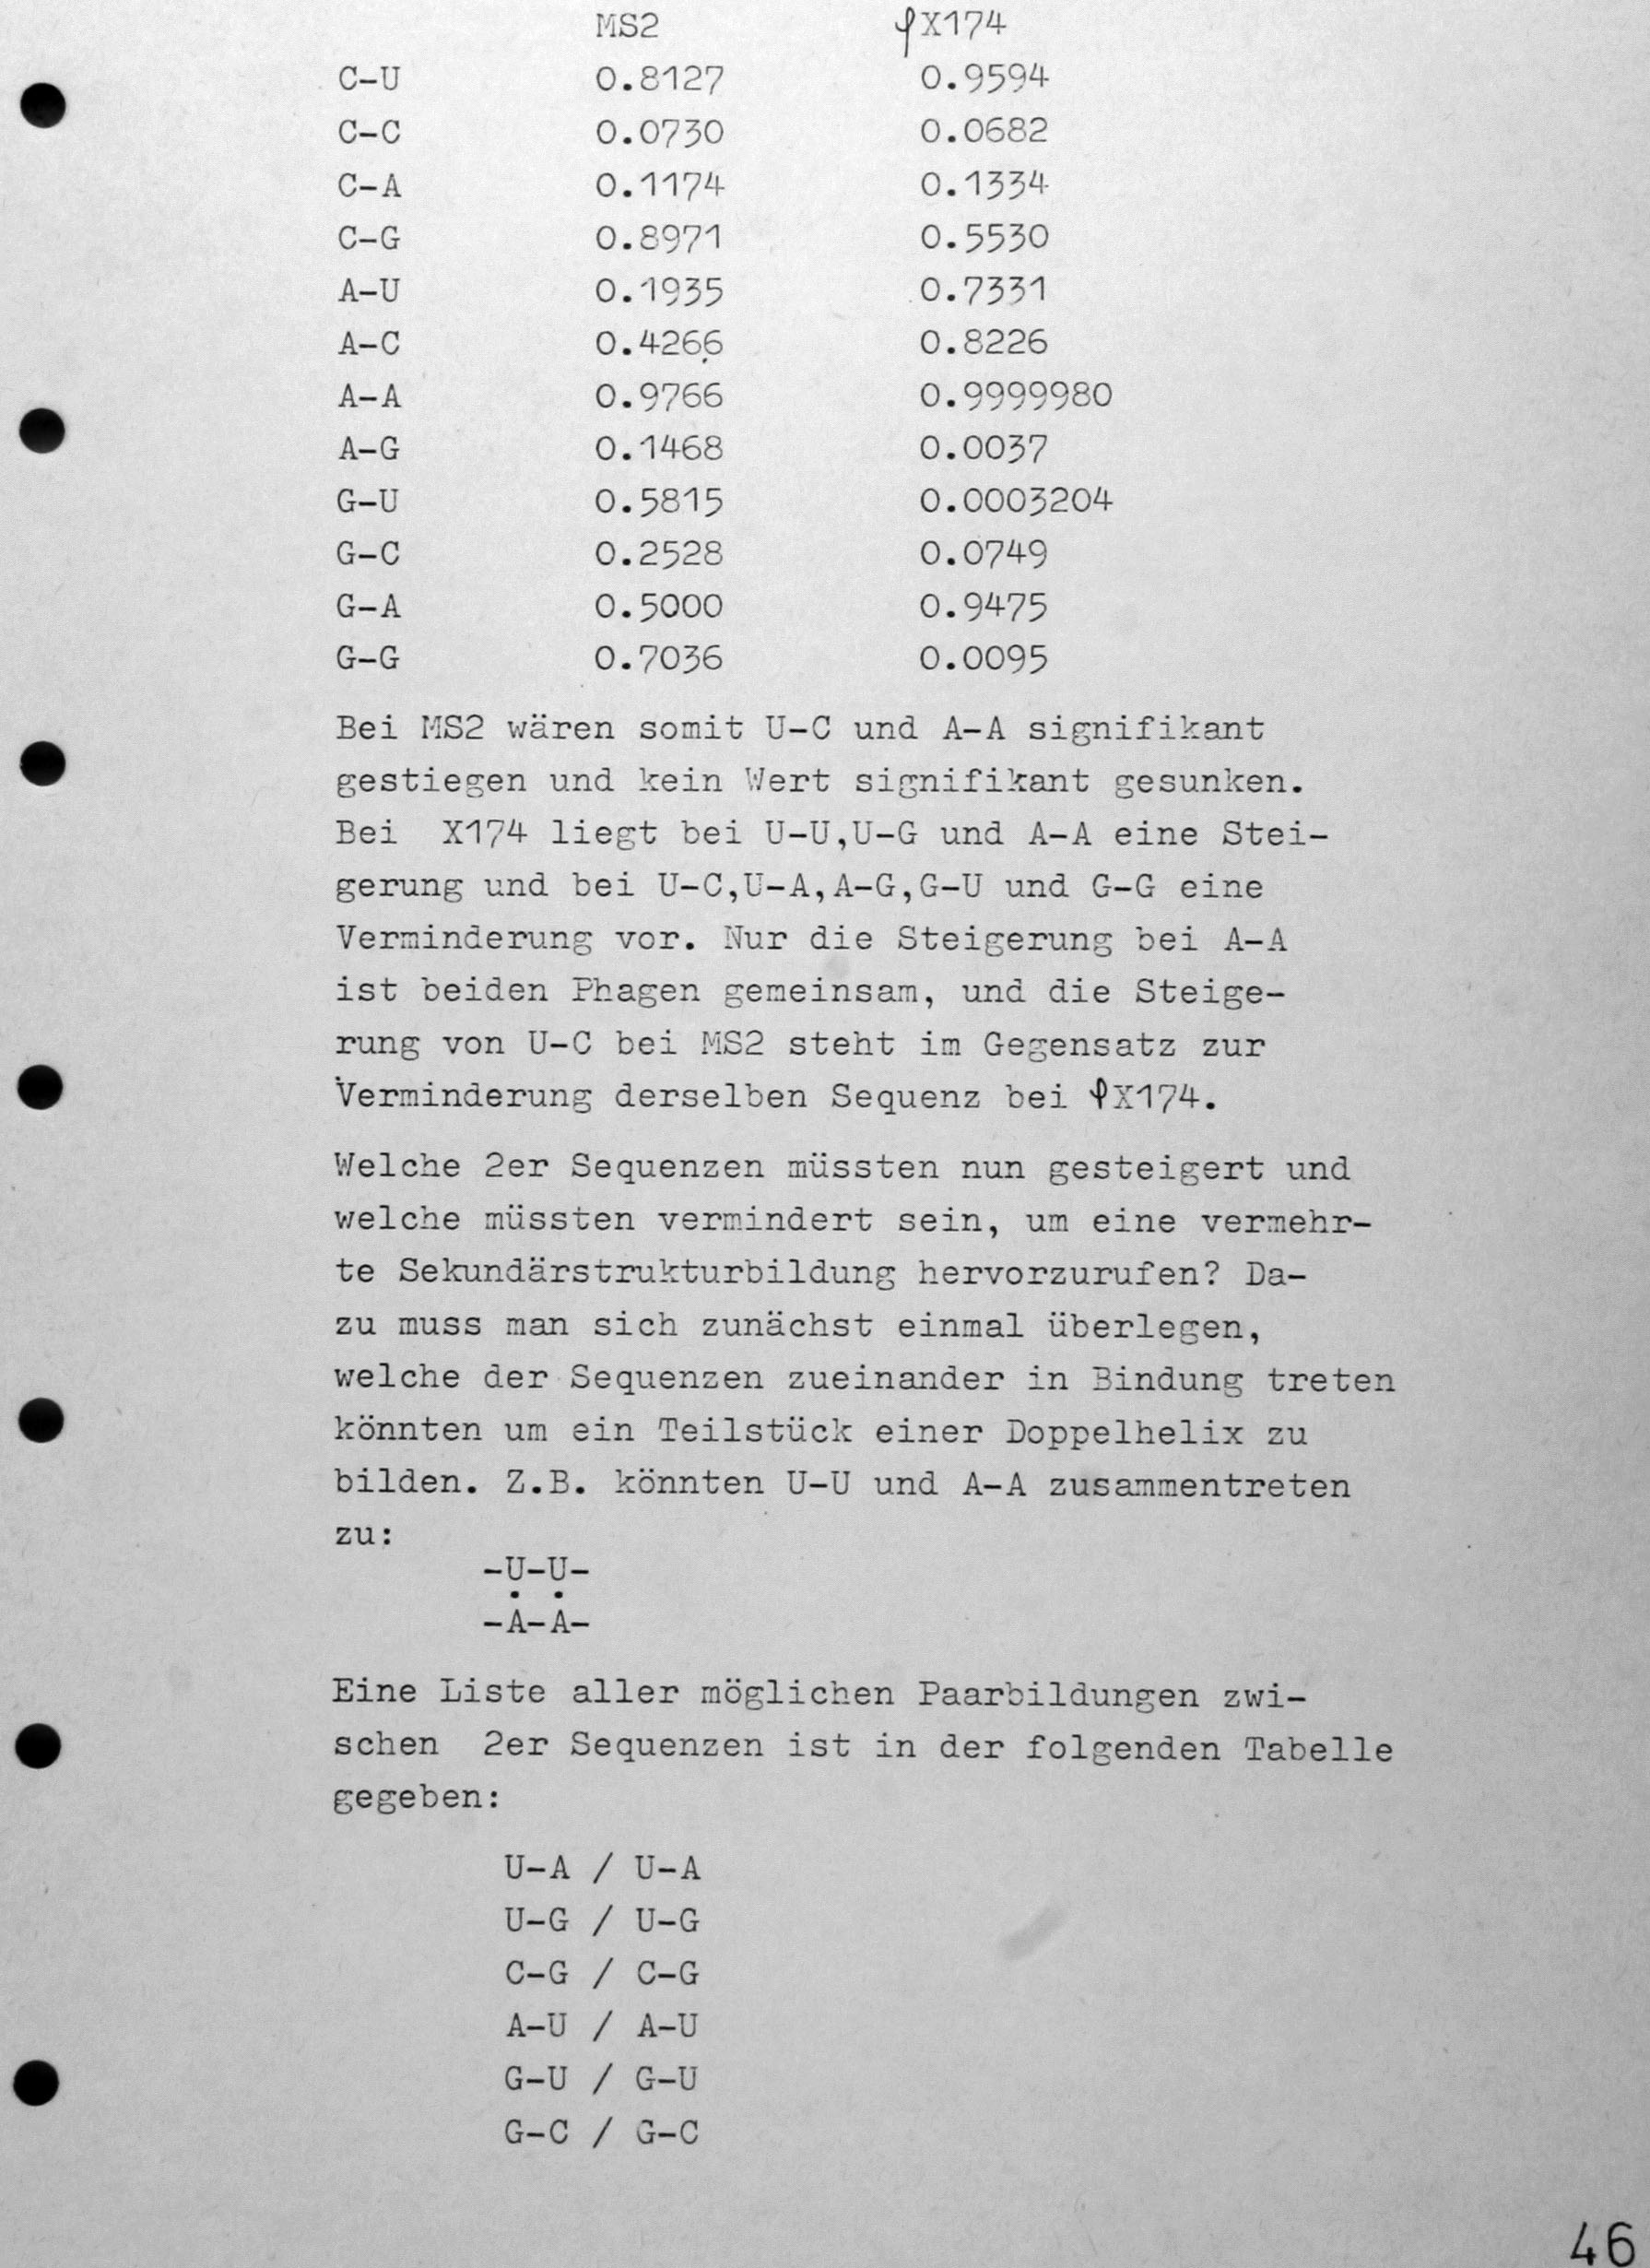 MS2 φX174
C-U 0.8127 0.9594
C-C 0.0730 0.0682
C-A 0.1174 0.1334
C-G 0.8971 0.5530
A-U 0.1935 0.7331
A-C 0.4266 0.8226
A-A 0.9766 0.9999980
A-G 0.1468 0.0037
G-U 0.5815 0.0003204
G-C 0.2528 0.0749
G-A 0.5000 0.9475
G-G 0.7036 0.0095
Bei MS2 wären somit U-C und A-A signifikant
gestiegen und kein Wert signifikant gesunken.
Bei X174 liegt bei U-U,U-G und A-A eine Stei-
gerung und bei U-C,U-A,A-G,G-U und G-G eine
Verminderung vor. Nur die Steigerung bei A-A
ist beiden Phagen gemeinsam, und die Steige-
rung von U-C bei MS2 steht im Gegensatz zur
Verminderung derselben Sequenz bei φX174.
Welche 2er Sequenzen müssten nun gesteigert und
welche müssten vermindert sein, um eine vermehr-
te Sekundärstrukturbildung hervorzurufen? Da-
zu muss man sich zunächst einmal überlegen,
welche der Sequenzen zueinander in Bindung treten
könnten um ein Teilstück einer Doppelhelix zu
bilden. Z.B. könnten U-U und A-A zusammentreten
zu:
-U-U-
. .
-A-A-
Eine Liste aller möglichen Paarbildungen zwi-
schen 2er Sequenzen ist in der folgenden Tabelle
gegeben:
U-A / U-A
U-G / U-G
C-G / C-G
A-U / A-U
G-U / G-U
G-C / G-C
46